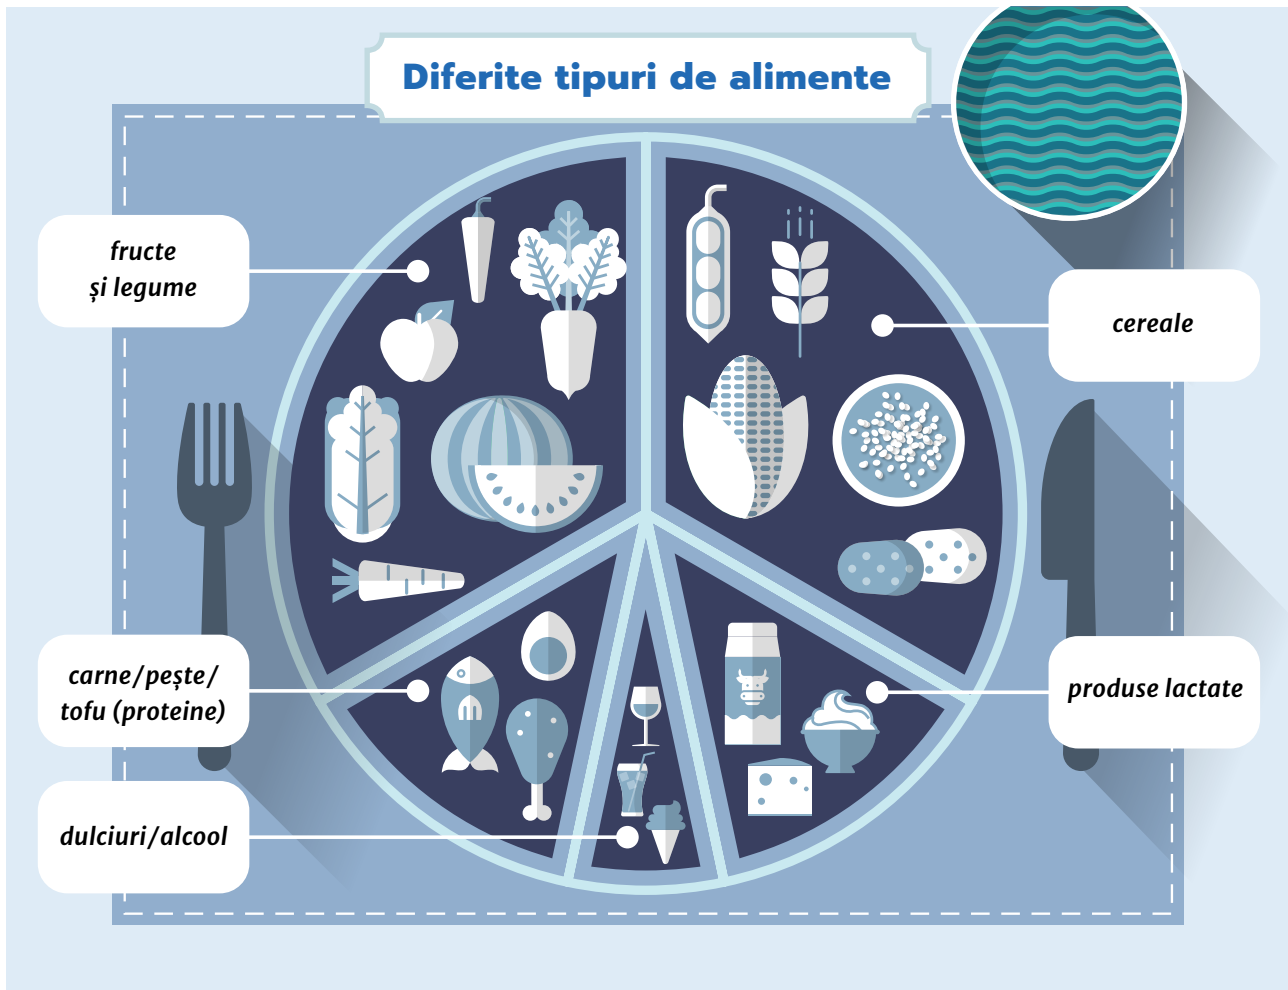 Diferite tipuri de alimente
fructe
și legume
cereale
carne/pește/
tofu (proteine)
produse lactate
dulciuri/alcool